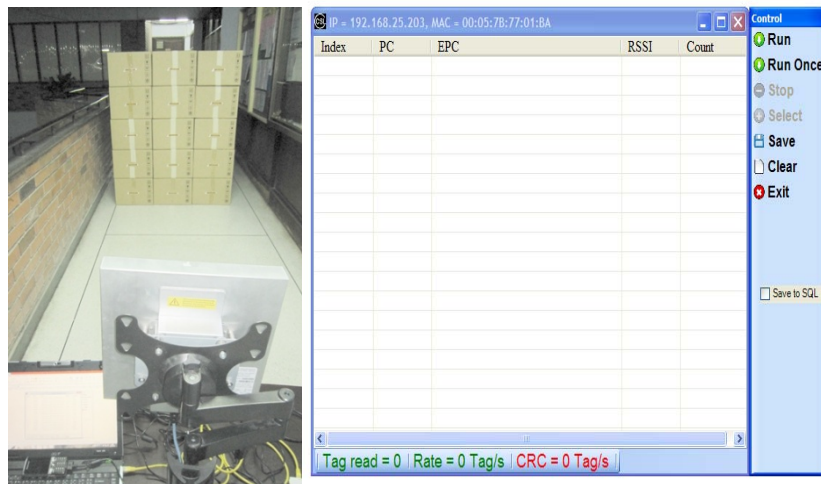 IP = 192.168.25.203, MAC = 00:05:7B:77:01:BA
Index PC EPC RSSI Count
Tag read = 0 Rate = 0 Tag/s CRC = 0 Tag/s
Control
Run
Run Once
Stop
Select
Save
Clear
Exit
Save to SQL